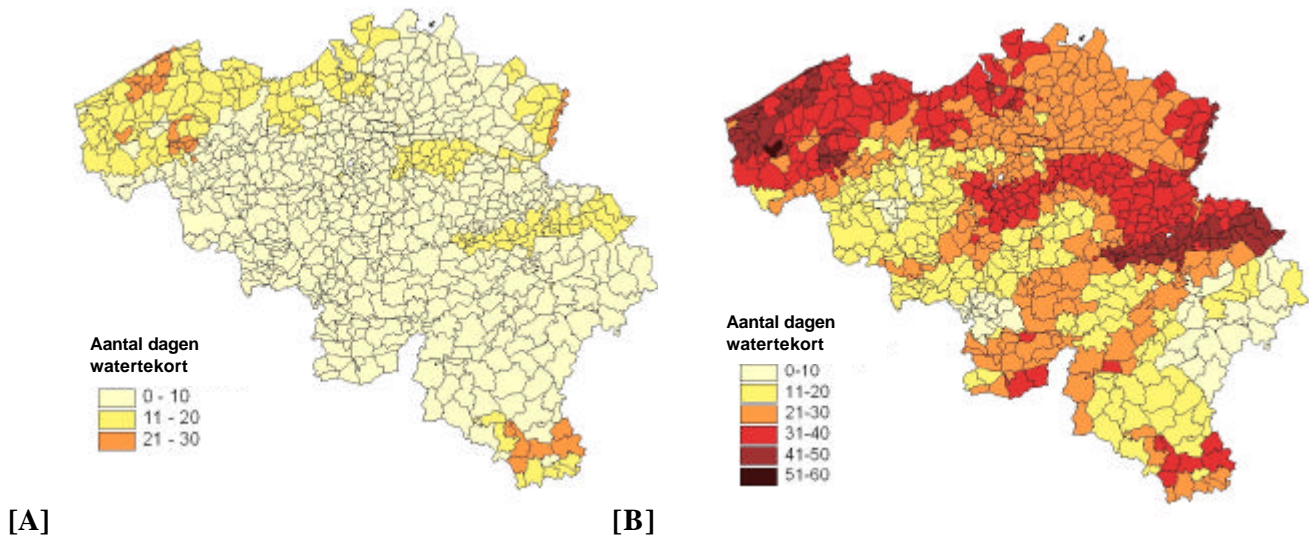 Aantal dagen
watertekort
0 - 10
11 - 20
21 - 30
[A]
Aantal dagen
watertekort
0-10
11-20
21-30
31-40
41-50
51-60
[B]